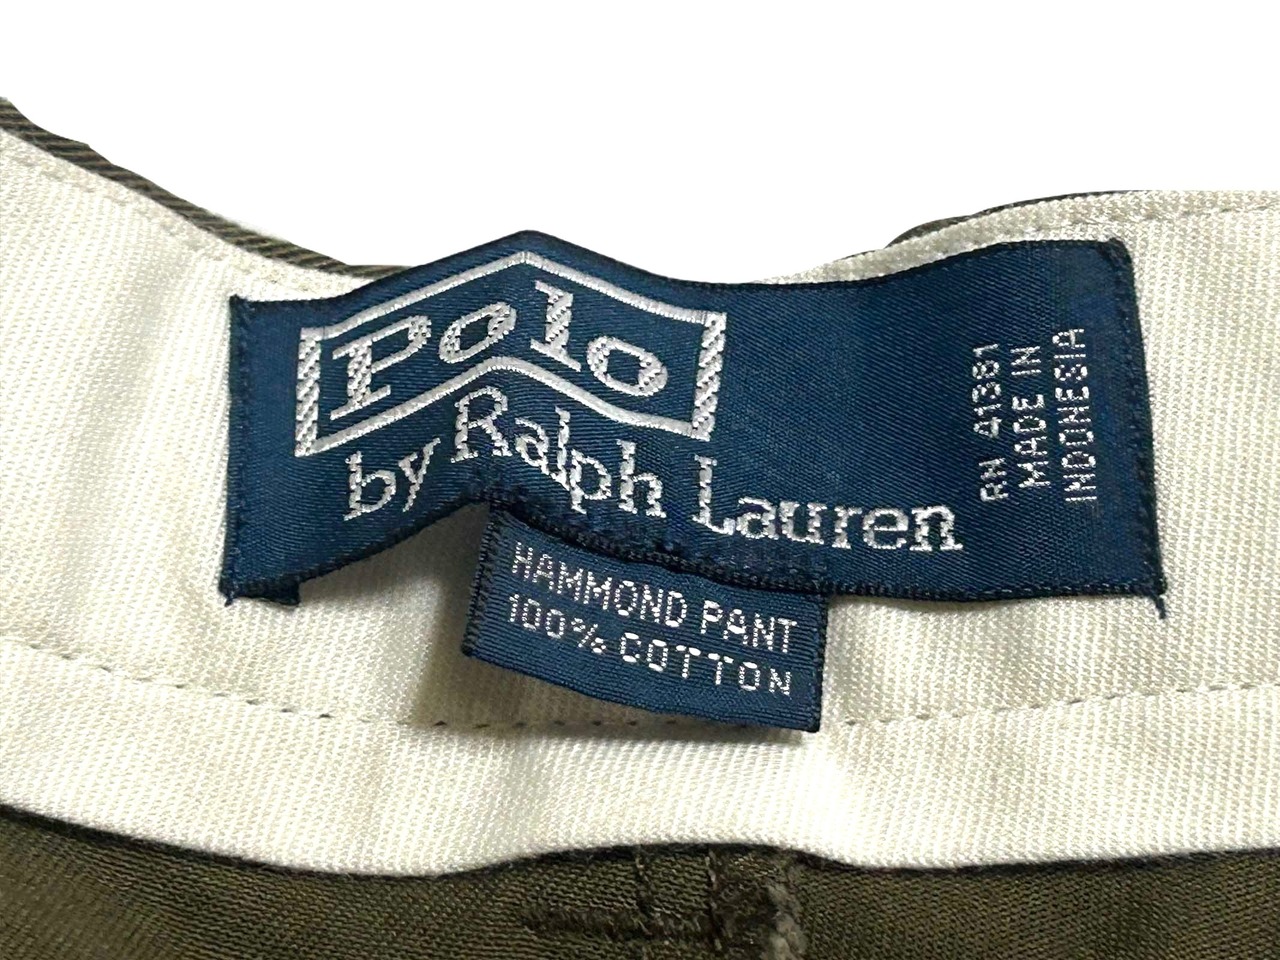 Polo
by Ralph Lauren
RN 41381
MADE IN
INDONESIA
HAMMOND PANT
100% COTTON